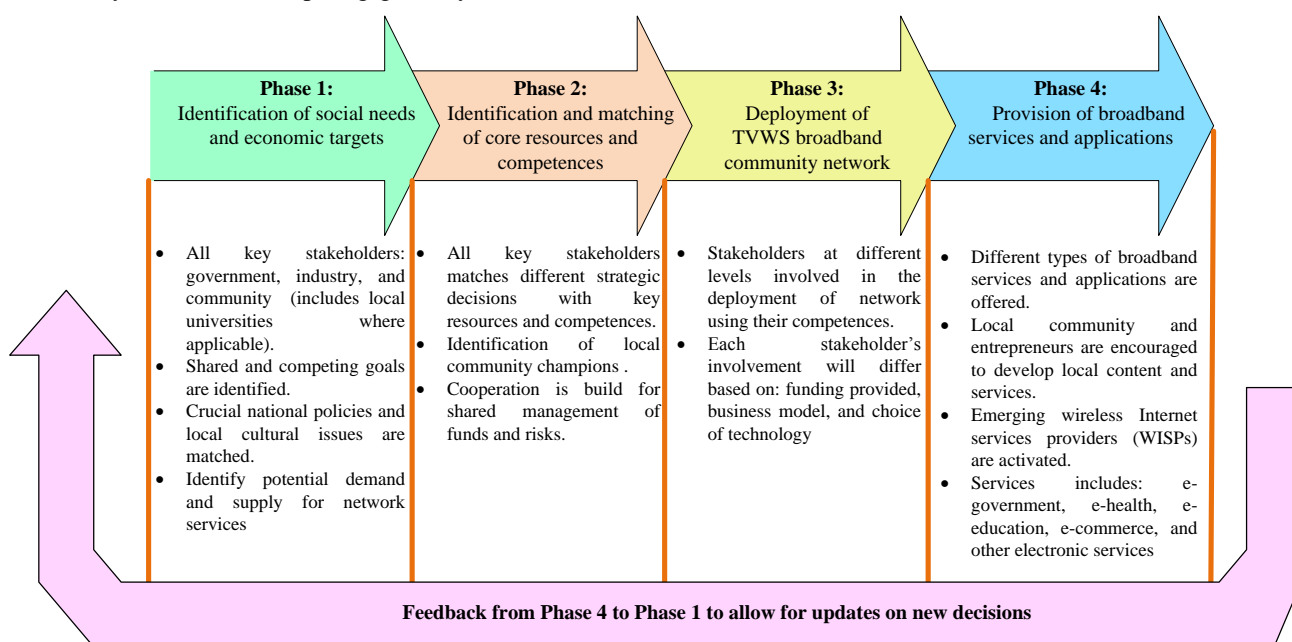 Phase 1:
Identification of social needs
and economic targets
Phase 2:
Identification and matching
of core resources and
competences
Phase 3:
Deployment of
TVWS broadband
community network
Phase 4:
Provision of broadband
services and applications
• All key stakeholders:
government, industry, and
community (includes local
universities where
applicable).
• Shared and competing goals
are identified.
• Crucial national policies and
local cultural issues are
matched.
• Identify potential demand
and supply for network
services
• All key stakeholders
matches different strategic
decisions with key
resources and competences.
• Identification of local
community champions .
• Cooperation is build for
shared management of
funds and risks.
• Stakeholders at different
levels involved in the
deployment of network
using their competences.
• Each stakeholder's
involvement will differ
based on: funding provided,
business model, and choice
of technology
• Different types of broadband
services and applications are
offered.
• Local community and
entrepreneurs are encouraged
to develop local content and
services.
• Emerging wireless Internet
services providers (WISPs)
are activated.
• Services includes: e-
government, e-health, e-
education, e-commerce, and
other electronic services
Feedback from Phase 4 to Phase 1 to allow for updates on new decisions